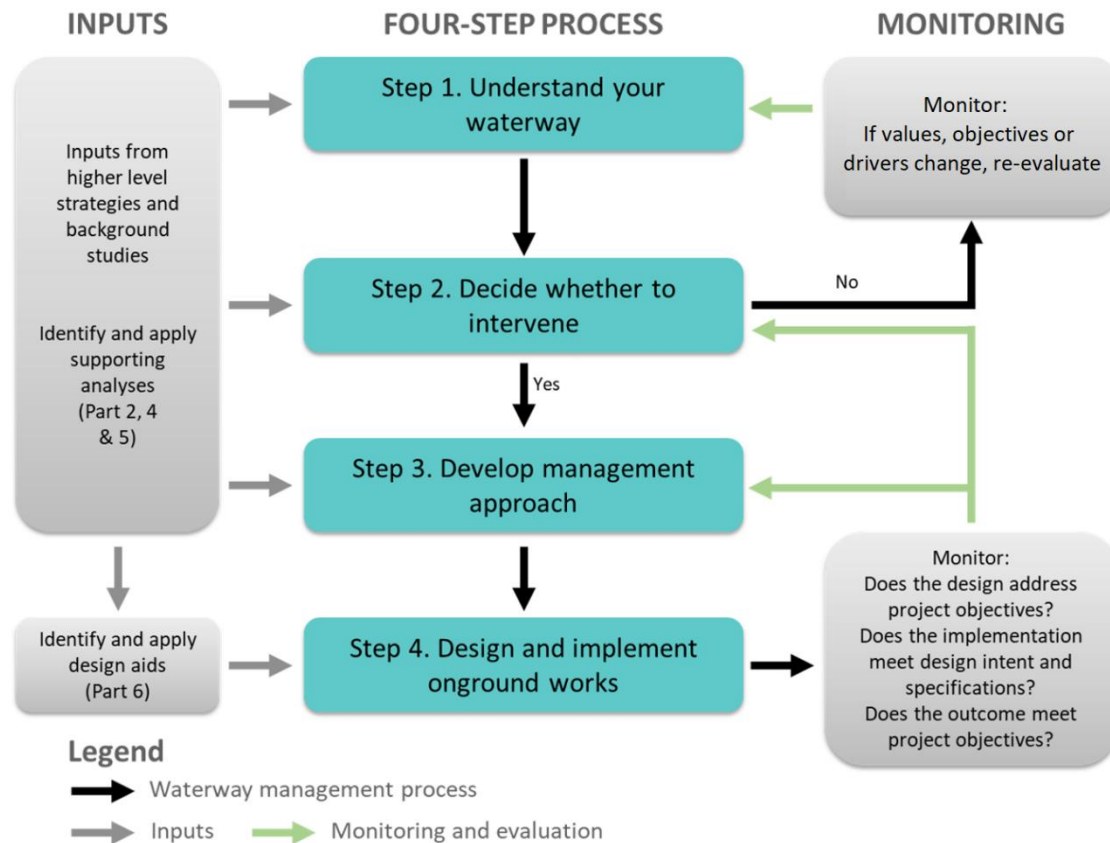 INPUTS
FOUR-STEP PROCESS
MONITORING
Inputs from
higher level
strategies and
background
studies
Identify and apply
supporting
analyses
(Part 2, 4
& 5)
Identify and apply
design aids
(Part 6)
Step 1. Understand your
waterway
Step 2. Decide whether to
intervene
No
Yes
Step 3. Develop management
approach
Step 4. Design and implement
onground works
Monitor:
If values, objectives or
drivers change, re-evaluate
Monitor:
Does the design address
project objectives?
Does the implementation
meet design intent and
specifications?
Does the outcome meet
project objectives?
Legend
Waterway management process
Inputs
Monitoring and evaluation